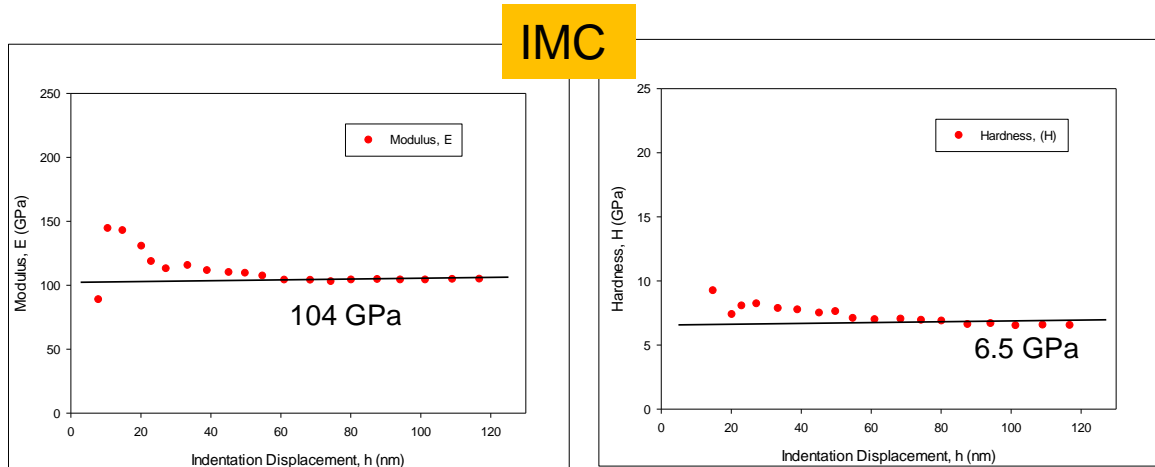 IMC
250
200
150
100
50
0
Modulus, E (GPa)
Modulus, E
104 GPa
0 20 40 60 80 100 120
Indentation Displacement, h (nm)
25
20
15
10
5
0
Hardness, H (GPa)
Hardness, (H)
6.5 GPa
0 20 40 60 80 100 120
Indentation Displacement, h (nm)